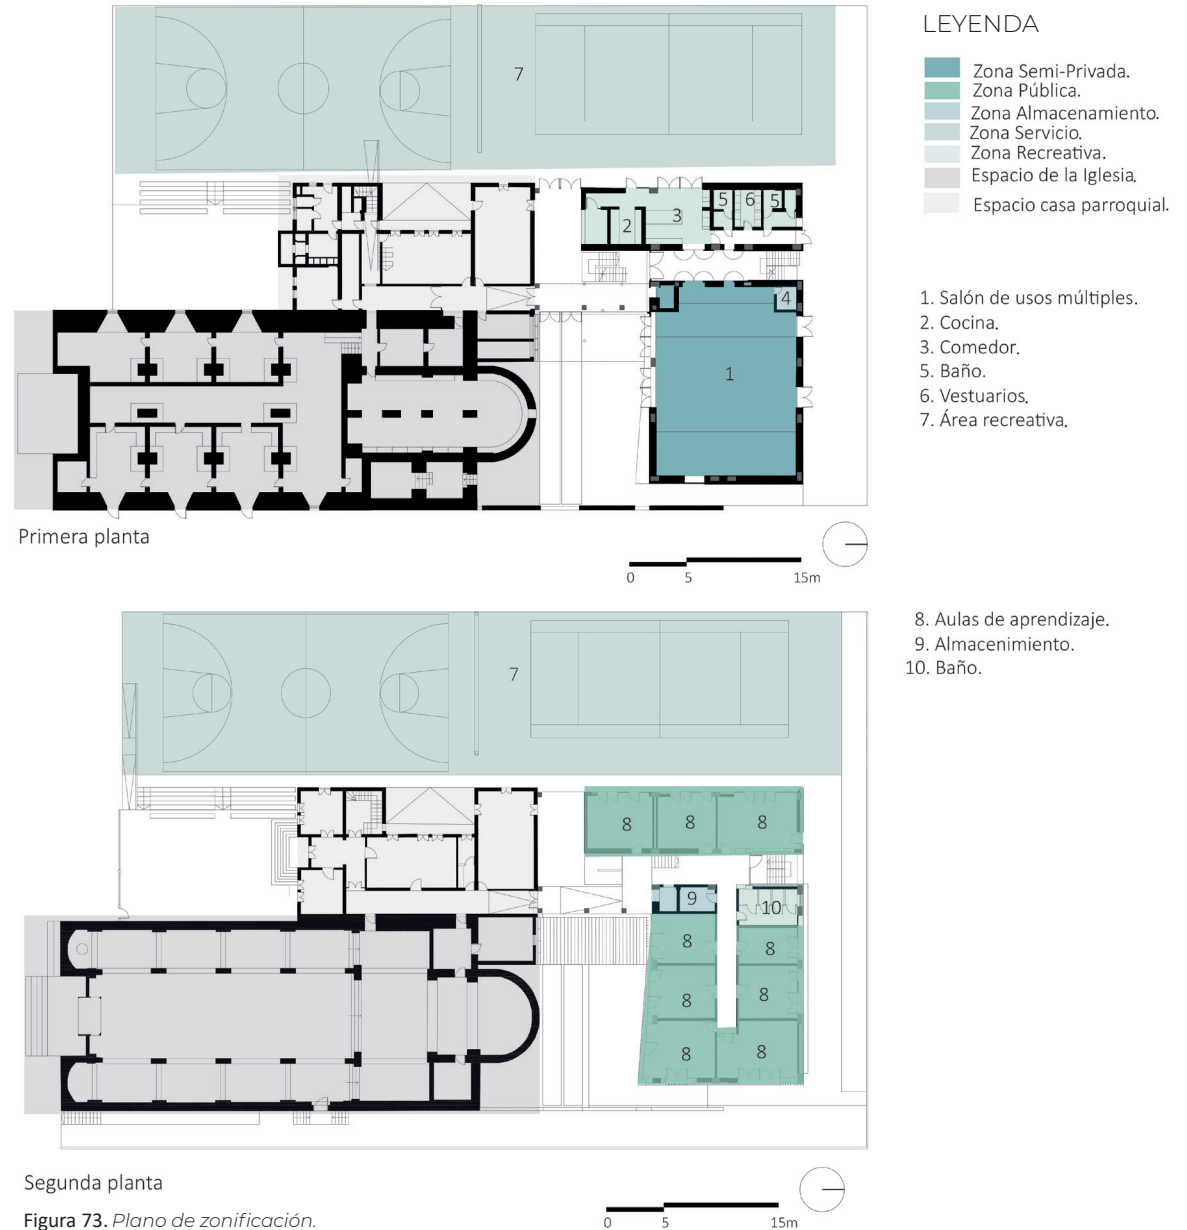 LEYENDA
Zona Semi-Privada.
Zona Pública.
Zona Almacenamiento.
Zona Servicio.
Zona Recreativa.
Espacio de la Iglesia.
Espacio casa parroquial.
7
5 6 5
2 3
4
1
1. Salón de usos múltiples.
2. Cocina.
3. Comedor.
5. Baño.
6. Vestuarios.
7. Área recreativa.
Primera planta
0 5 15m
8. Aulas de aprendizaje.
9. Almacenimiento.
10. Baño.
7
8 8 8
9 10
8 8
8 8
8 8
Segunda planta
0 5 15m
Figura 73. Plano de zonificación.